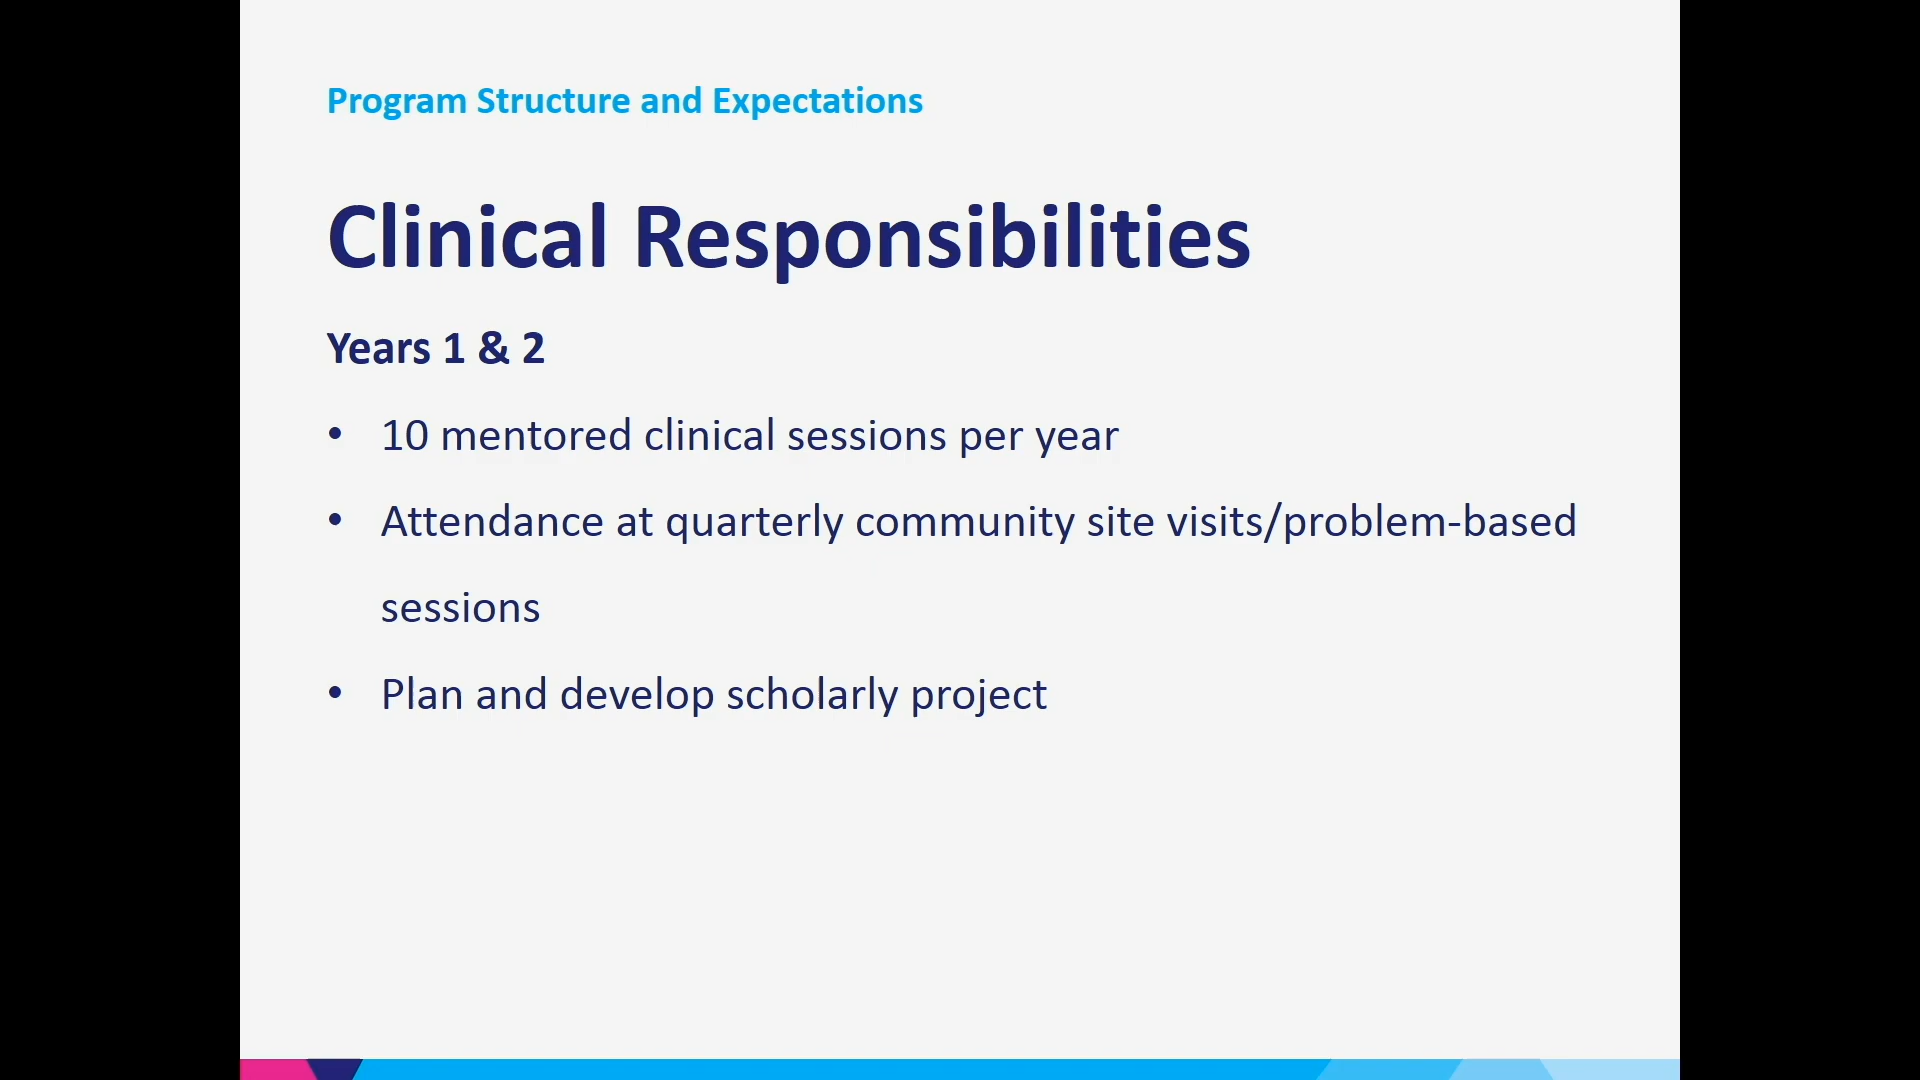 Program Structure and Expectations
Clinical Responsibilities
Years 1 & 2
• 10 mentored clinical sessions per year
• Attendance at quarterly community site visits/problem-based
sessions
• Plan and develop scholarly project